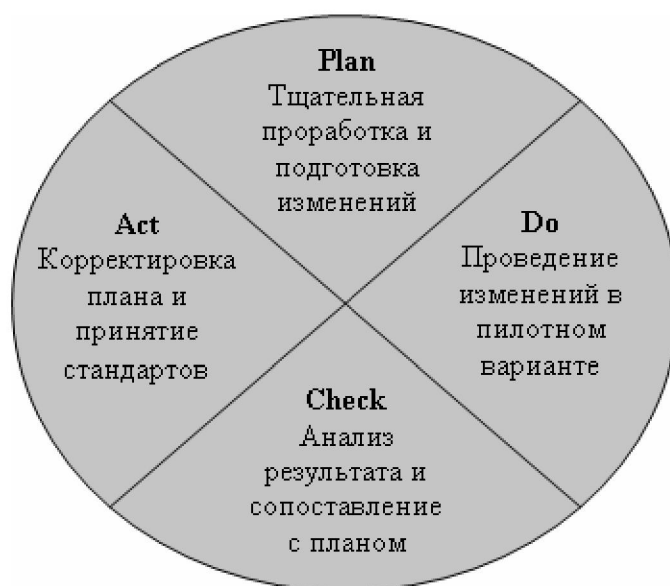 Plan
Тщательная
проработка и
подготовка
изменений
Act
Корректировка
плана и
принятие
стандартов
Do
Проведение
изменений в
пилотном
варианте
Check
Анализ
результата и
сопоставление
с планом